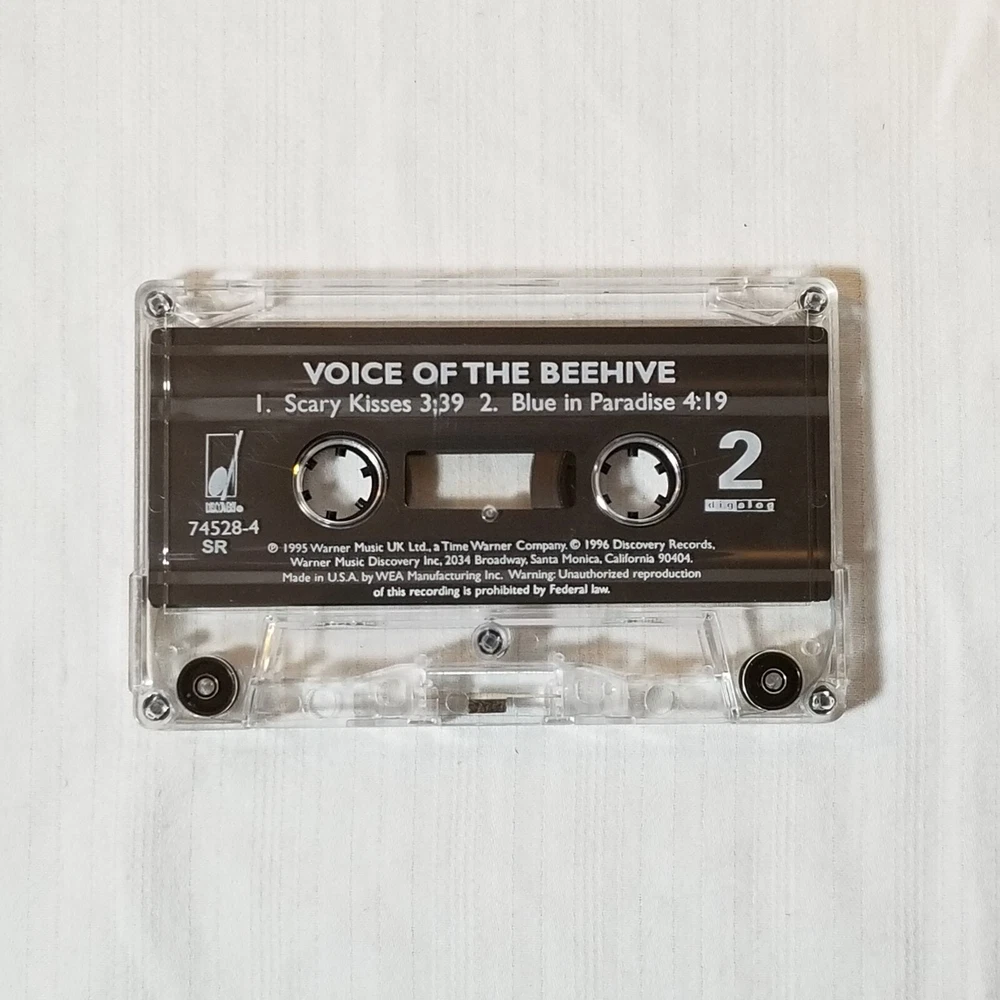 VOICE OF THE BEEHIVE
1. Scary Kisses 3:39 2. Blue in Paradise 4:19
2
digalog
DISCOVERY
74528-4
SR
℗ 1995 Warner Music UK Ltd., a Time Warner Company. © 1996 Discovery Records,
Warner Music Discovery Inc, 2034 Broadway, Santa Monica, California 90404.
Made in U.S.A. by WEA Manufacturing Inc. Warning: Unauthorized reproduction
of this recording is prohibited by Federal law.